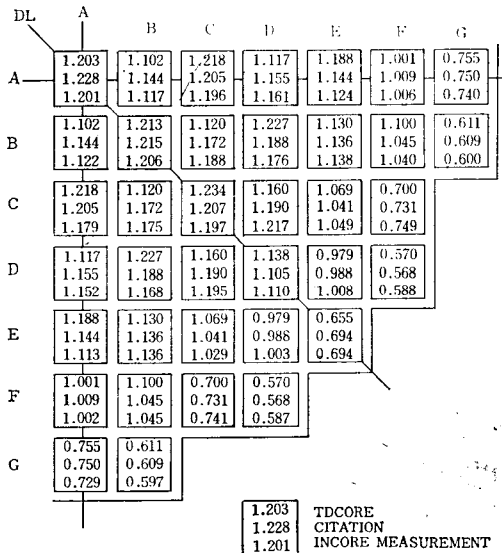 DL A B C D E F G
1.203 1.102 1.218 1.117 1.188 1.001 0.755
A 1.228 1.144 1.205 1.155 1.144 1.009 0.750
1.201 1.117 1.196 1.161 1.124 1.006 0.740
1.102 1.213 1.120 1.227 1.130 1.100 0.611
B 1.144 1.215 1.172 1.188 1.136 1.045 0.609
1.122 1.206 1.188 1.176 1.138 1.040 0.600
1.218 1.120 1.234 1.160 1.069 0.700
C 1.205 1.172 1.207 1.190 1.041 0.731
1.179 1.175 1.197 1.217 1.049 0.749
1.117 1.227 1.160 1.138 0.979 0.570
D 1.155 1.188 1.190 1.105 0.988 0.568
1.152 1.168 1.195 1.110 1.008 0.588
1.188 1.130 1.069 0.979 0.655
E 1.144 1.136 1.041 0.988 0.694
1.113 1.136 1.029 1.003 0.694
1.001 1.100 0.700 0.570
F 1.009 1.045 0.731 0.568
1.002 1.045 0.741 0.587
0.755 0.611
G 0.750 0.609
0.729 0.597
1.203 TDCORE
1.228 CITATION
1.201 INCORE MEASUREMENT